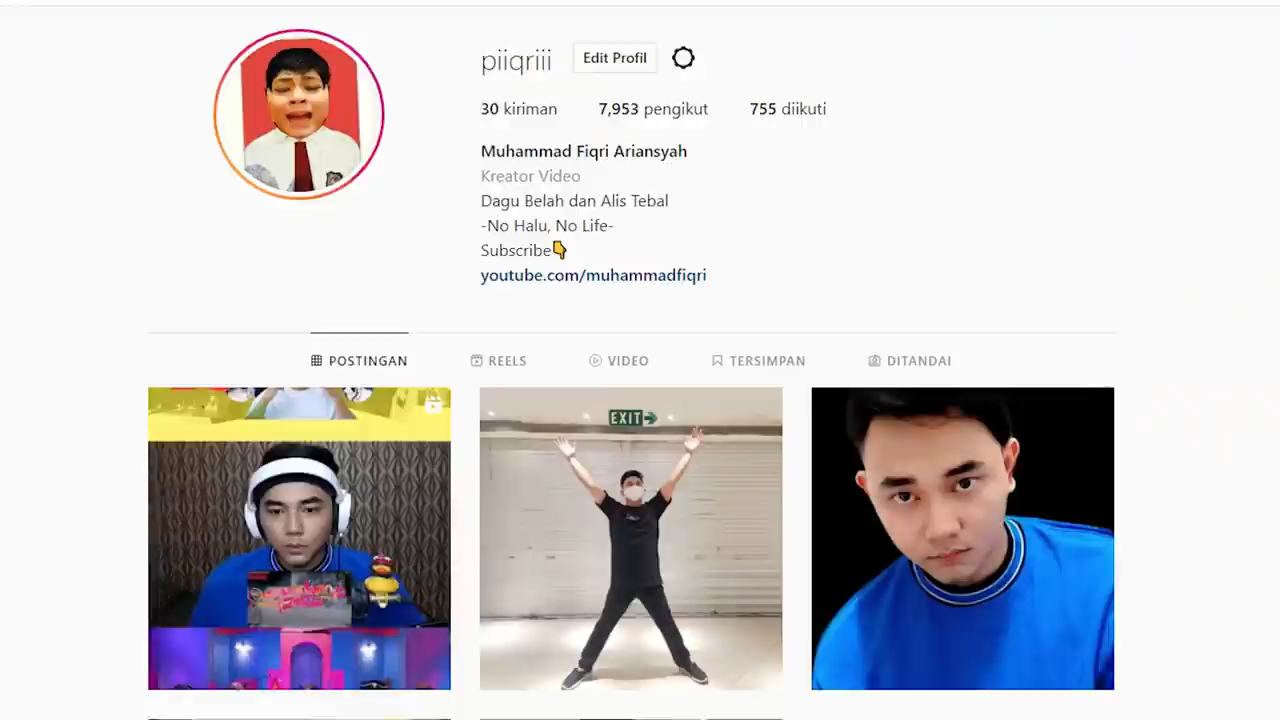 piiqriii Edit Profil
30 kiriman 7,953 pengikut 755 diikuti
Muhammad Fiqri Ariansyah
Kreator Video
Dagu Belah dan Alis Tebal
-No Halu, No Life-
Subscribe👇
youtube.com/muhammadfiqri
POSTINGAN REELS VIDEO TERSIMPAN DITANDAI
EXIT